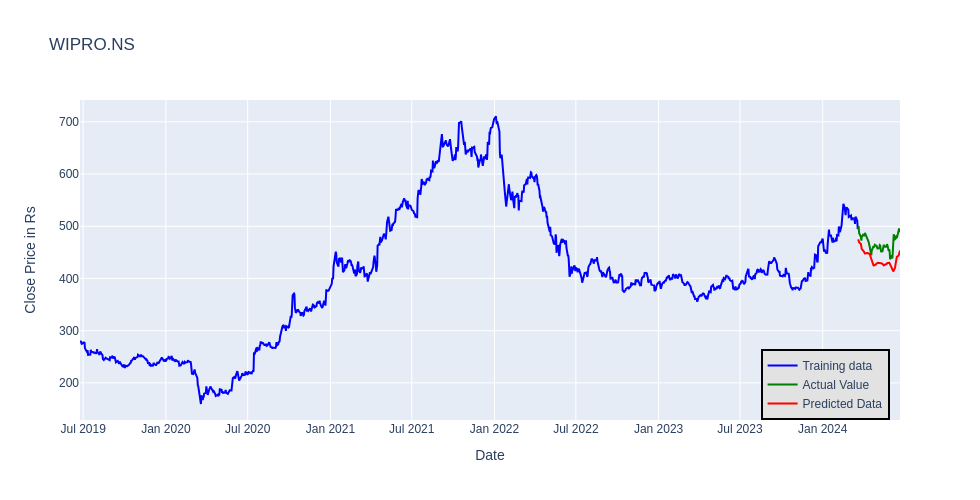 WIPRO.NS
700
600
500
400
300
200
Close Price in Rs
Jul 2019 Jan 2020 Jul 2020 Jan 2021 Jul 2021 Jan 2022 Jul 2022 Jan 2023 Jul 2023 Jan 2024
Date
Training data
Actual Value
Predicted Data